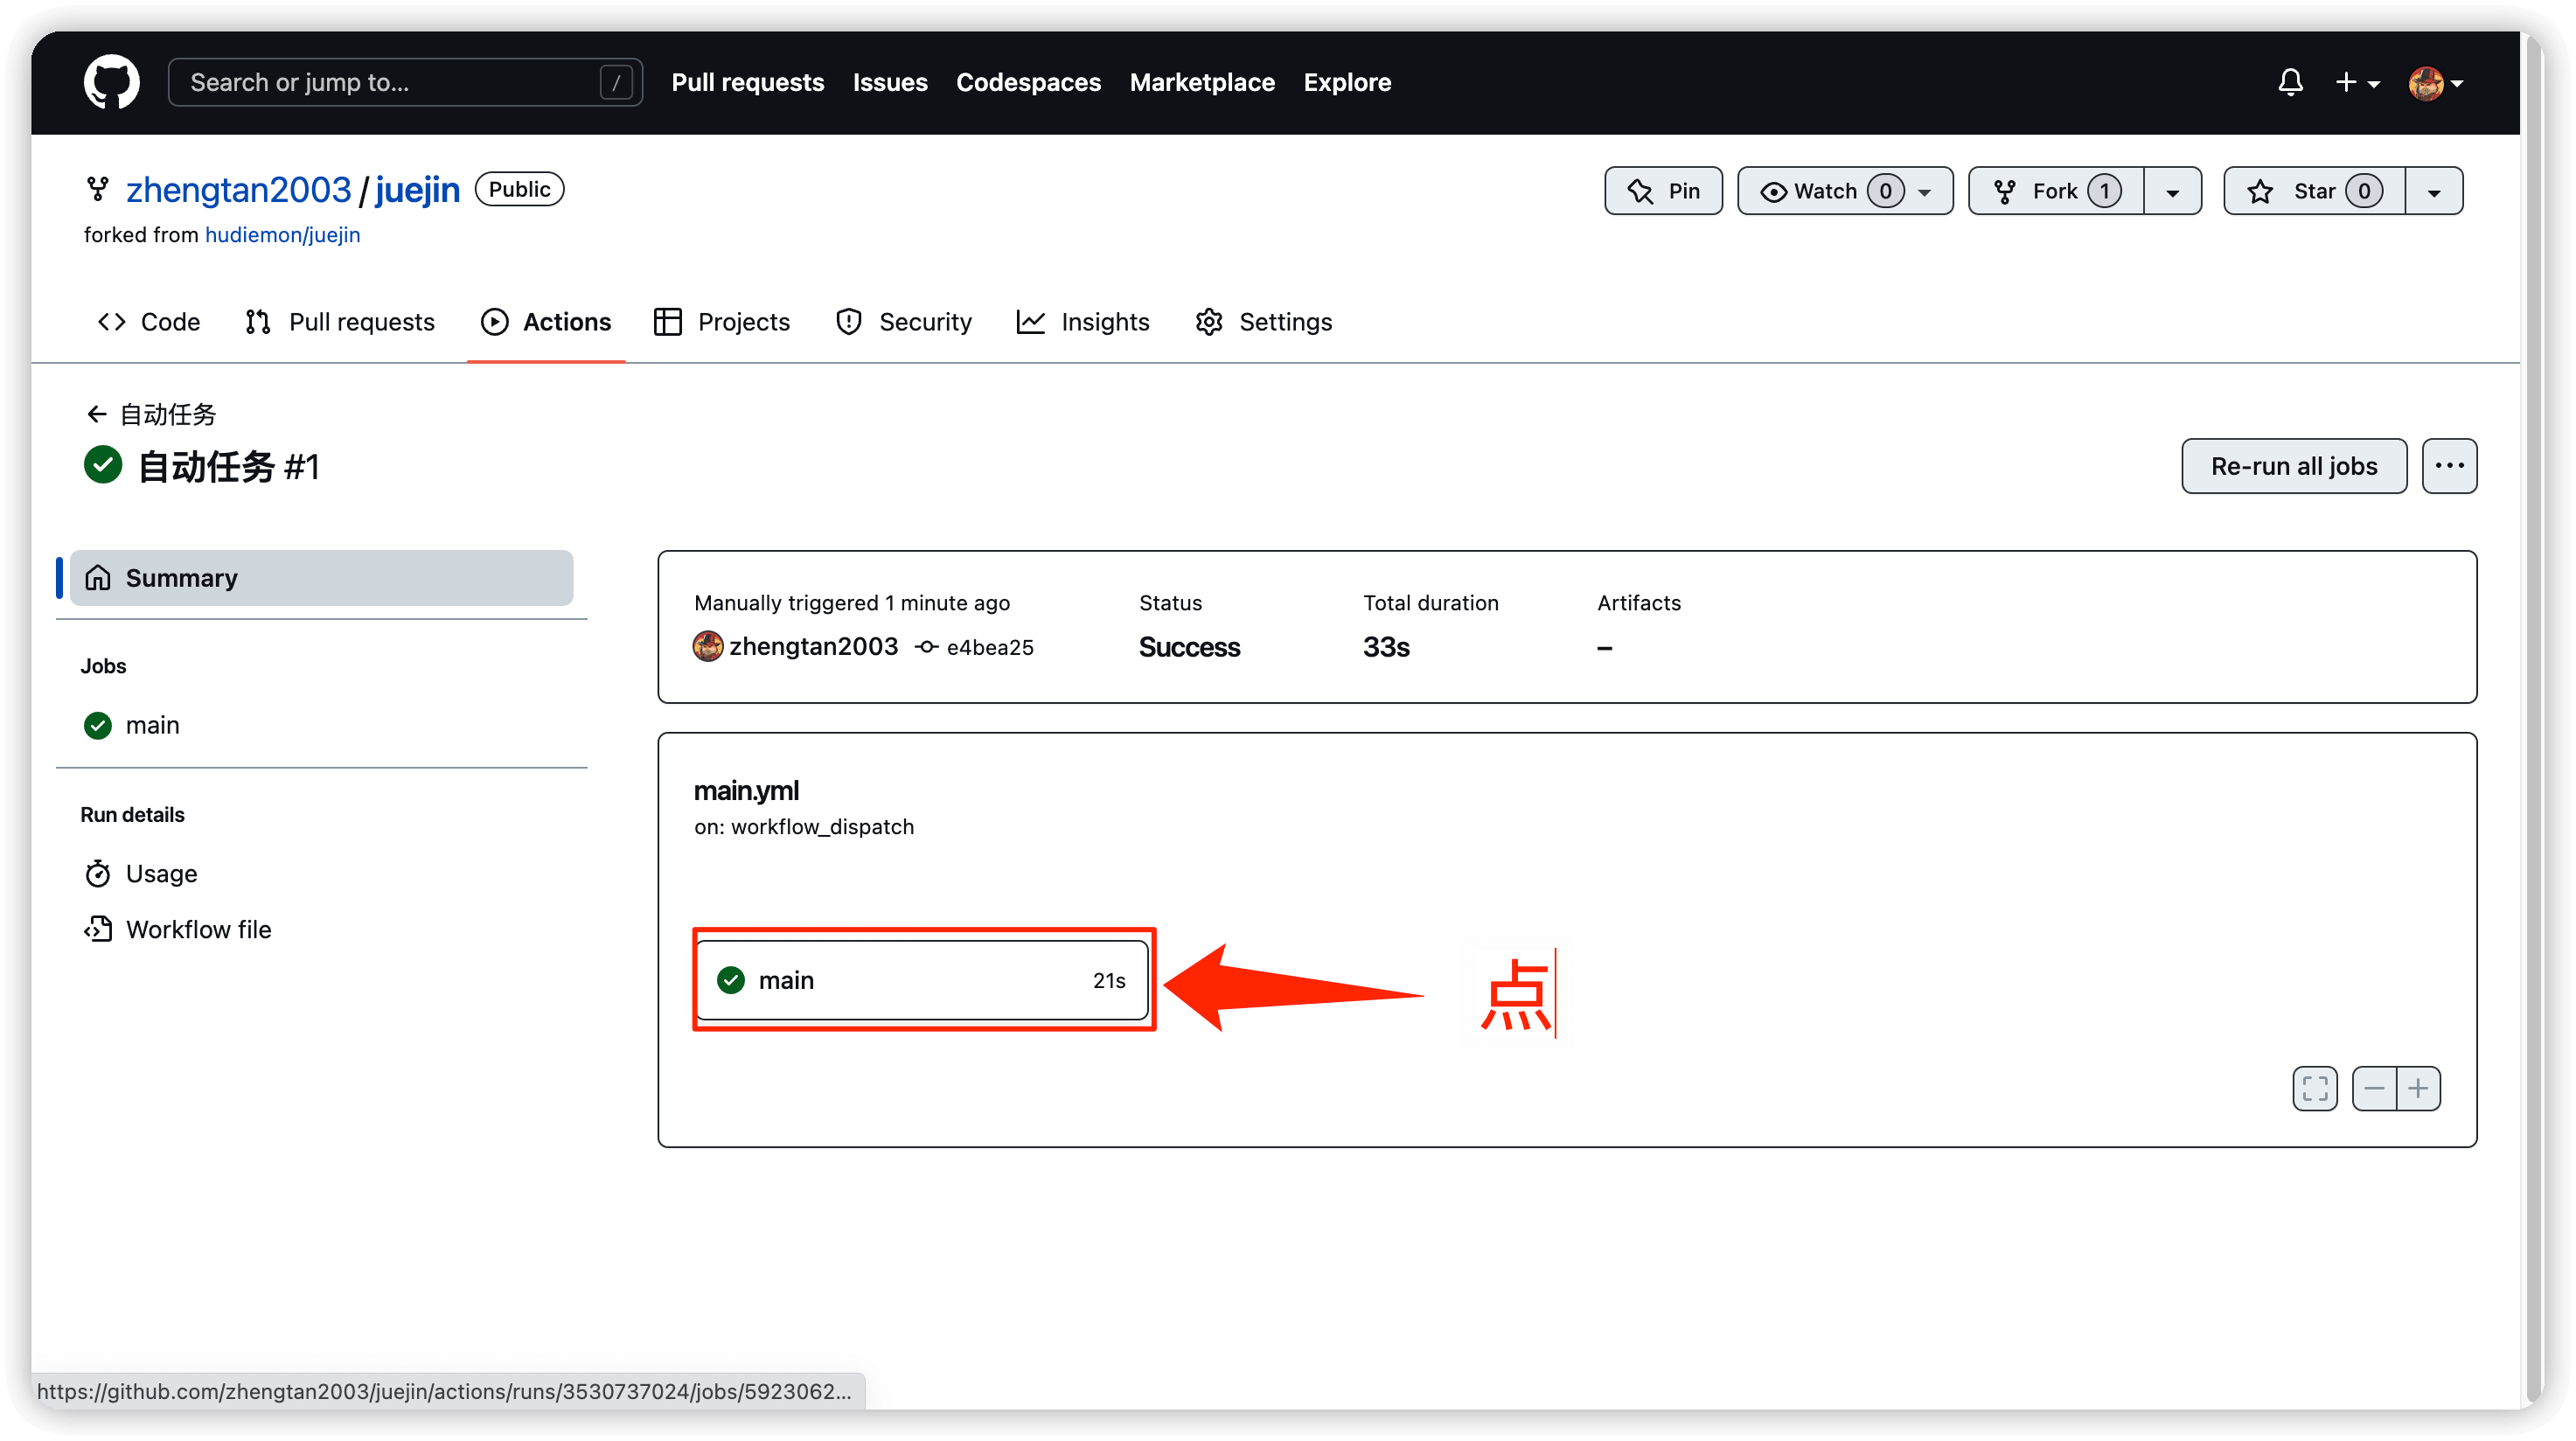 Search or jump to... /
Pull requests Issues Codespaces Marketplace Explore
zhengtan2003 / juejin Public
forked from hudiemon/juejin
Pin Watch 0 Fork 1 Star 0
Code Pull requests Actions Projects Security Insights Settings
自动任务
自动任务 #1
Re-run all jobs ...
Summary
Jobs
main
Run details
Usage
Workflow file
Manually triggered 1 minute ago
zhengtan2003 e4bea25
Status
Success
Total duration
33s
Artifacts
–
main.yml
on: workflow_dispatch
main 21s
点
https://github.com/zhengtan2003/juejin/actions/runs/3530737024/jobs/5923062...